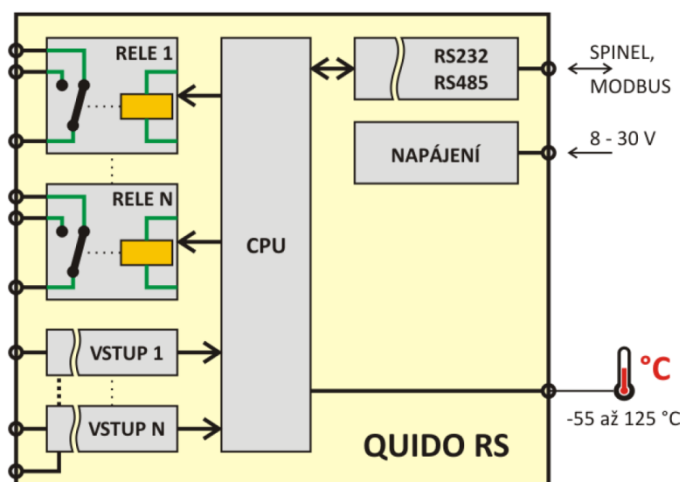 RELE 1
RS232
RS485
SPINEL,
MODBUS
NAPÁJENÍ
8 - 30 V
RELE N
CPU
VSTUP 1
VSTUP N
°C
-55 až 125 °C
QUIDO RS